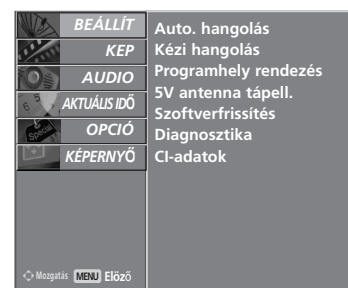 BEÁLLÍT
KEP
AUDIO
AKTUÁLIS IDŐ
OPCIÓ
KÉPERNYŐ
Mozgatás MENU Előző
Auto. hangolás
Kézi hangolás
Programhely rendezés
5V antenna tápell.
Szoftverfrissítés
Diagnosztika
CI-adatok